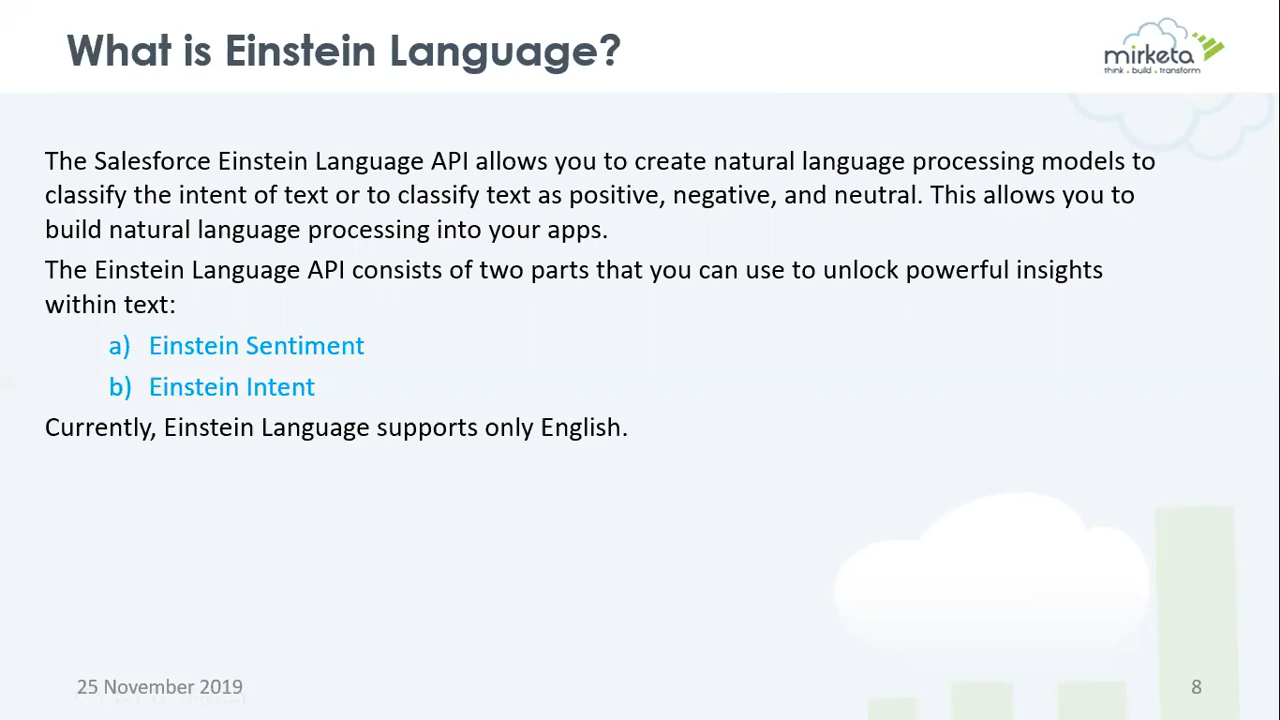 What is Einstein Language?
mirketa
think . build . transform
The Salesforce Einstein Language API allows you to create natural language processing models to
classify the intent of text or to classify text as positive, negative, and neutral. This allows you to
build natural language processing into your apps.
The Einstein Language API consists of two parts that you can use to unlock powerful insights
within text:
a) Einstein Sentiment
b) Einstein Intent
Currently, Einstein Language supports only English.
25 November 2019
8